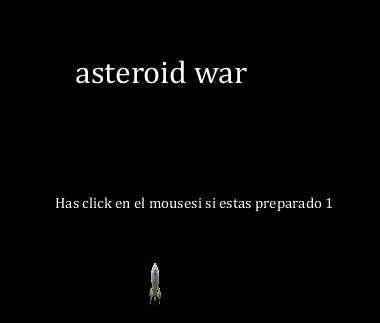 asteroid war
Has click en el mousesi si estas preparado 1